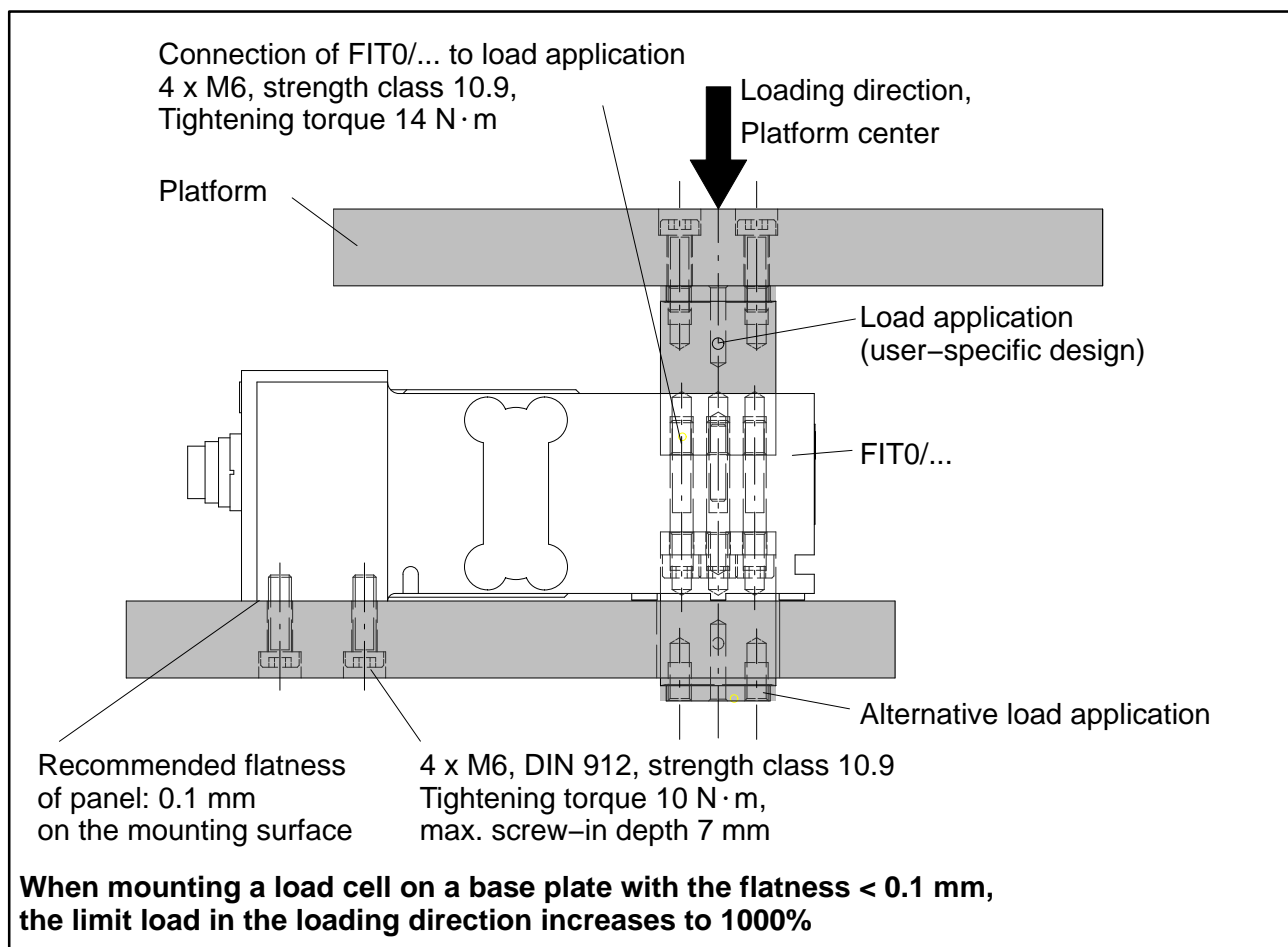 Connection of FIT0/... to load application
4 x M6, strength class 10.9,
Tightening torque 14 N·m
Loading direction,
Platform center
Platform
Load application
(user−specific design)
FIT0/...
Alternative load application
Recommended flatness
of panel: 0.1 mm
on the mounting surface
4 x M6, DIN 912, strength class 10.9
Tightening torque 10 N·m,
max. screw−in depth 7 mm
When mounting a load cell on a base plate with the flatness < 0.1 mm,
the limit load in the loading direction increases to 1000%